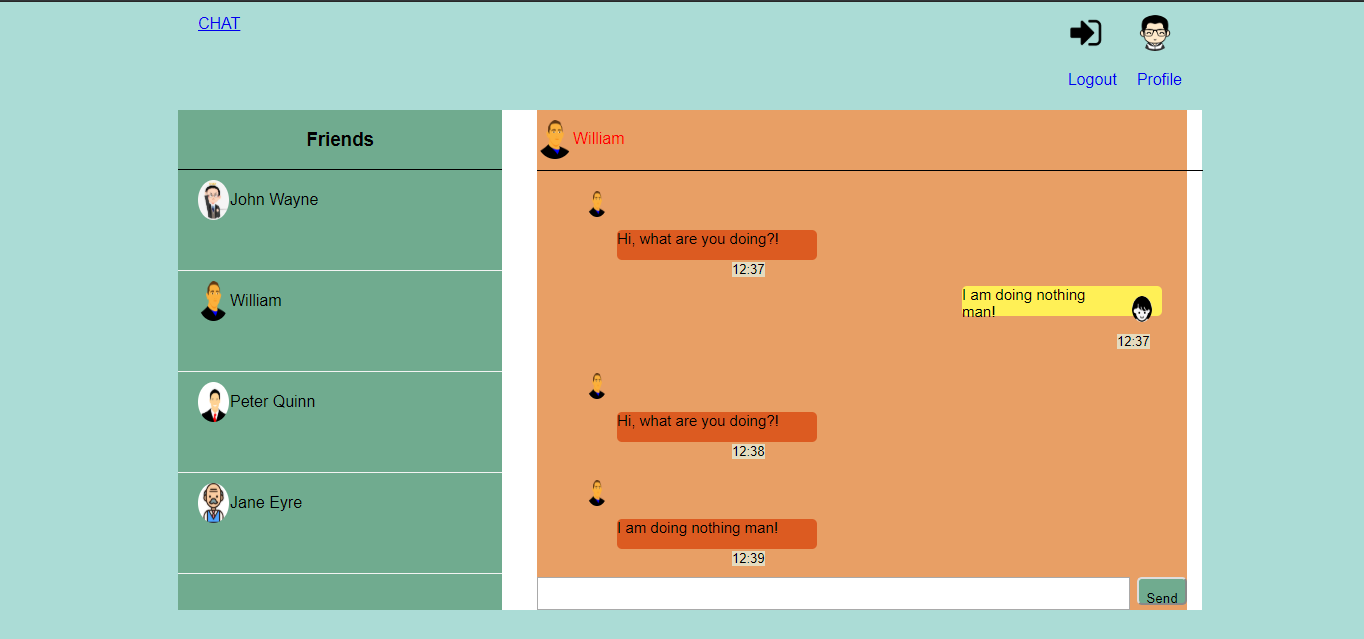 CHAT
Logout
Profile
Friends
John Wayne
William
Peter Quinn
Jane Eyre
William
Hi, what are you doing?!
12:37
I am doing nothing
man!
12:37
Hi, what are you doing?!
12:38
I am doing nothing man!
12:39
Send